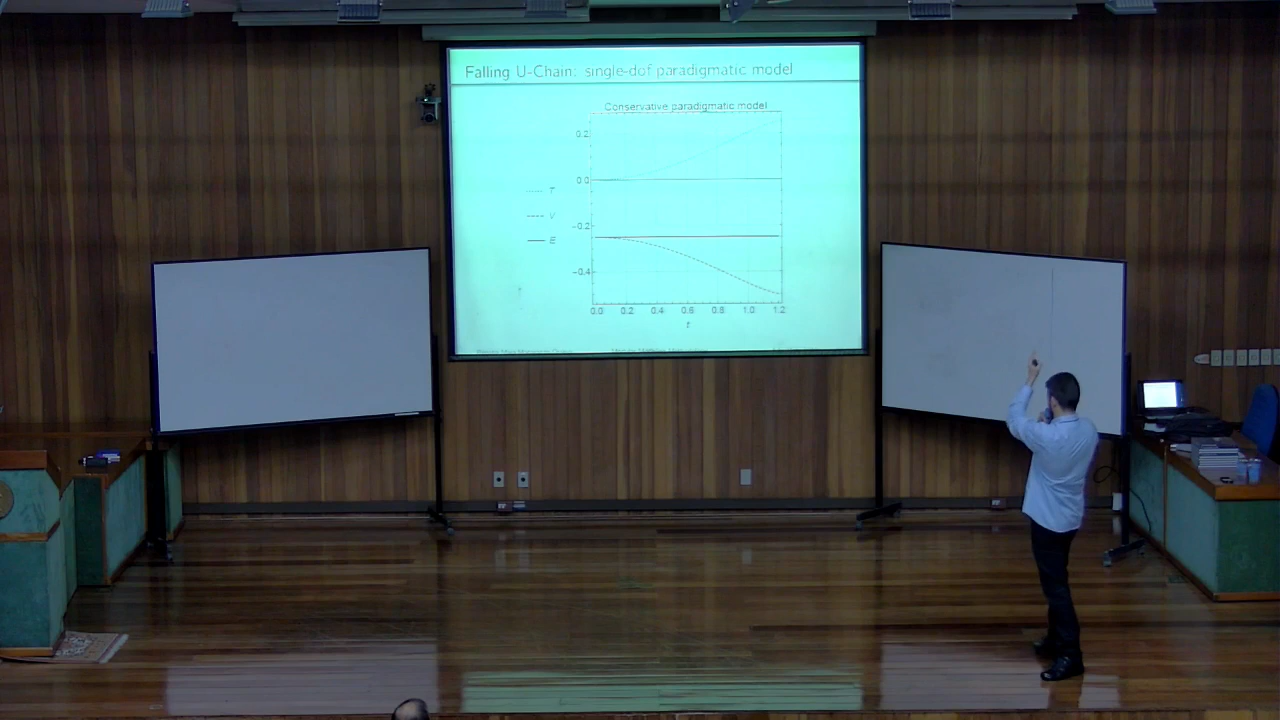 Falling U-Chain: single-dof paradigmatic model
Conservative paradigmatic model
0.2
0.0
−0.2
−0.4
T
V
E
0.0 0.2 0.4 0.6 0.8 1.0 1.2
t